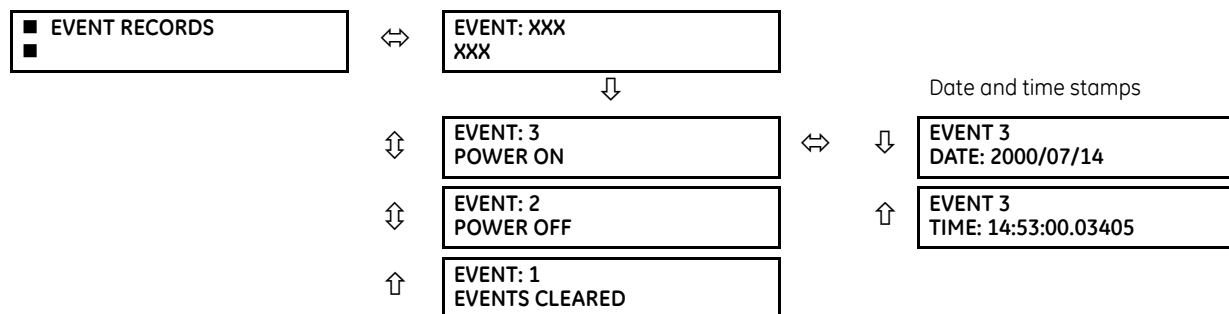 ■ EVENT RECORDS
■
EVENT: XXX
XXX
Date and time stamps
EVENT: 3
POWER ON
EVENT 3
DATE: 2000/07/14
EVENT: 2
POWER OFF
EVENT 3
TIME: 14:53:00.03405
EVENT: 1
EVENTS CLEARED